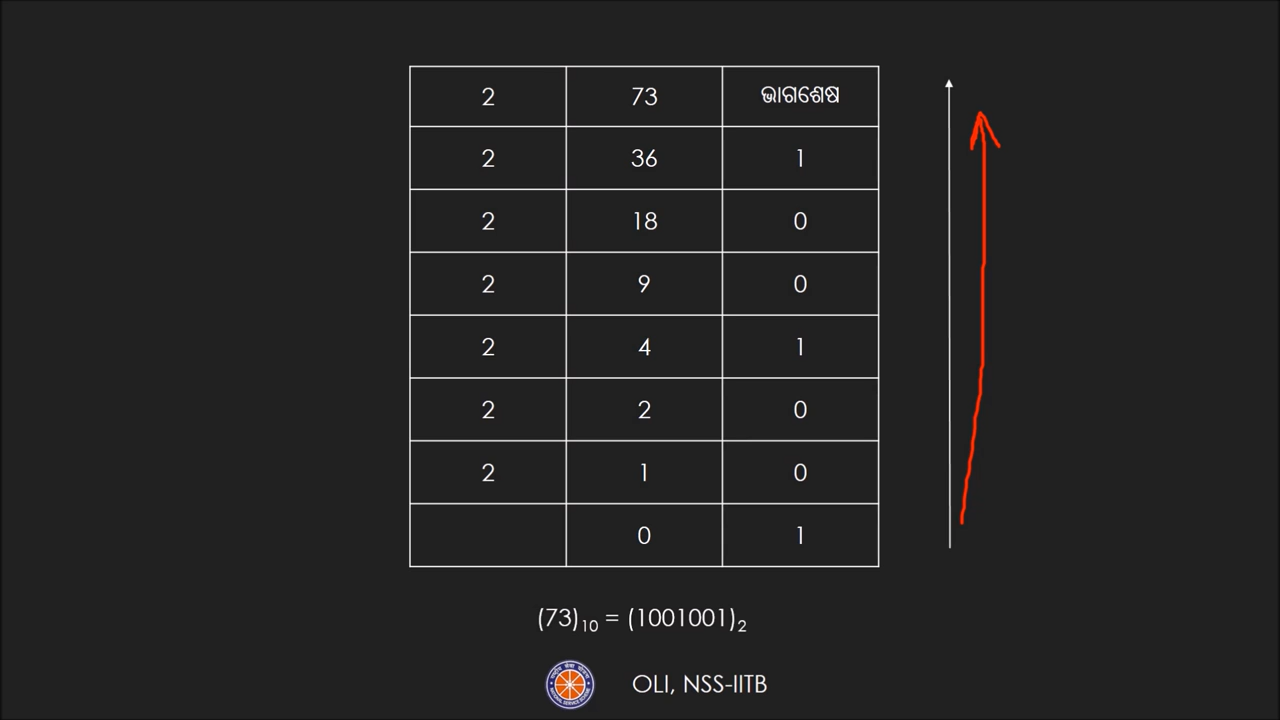 2 73 ଭାଗଶେଷ
2 36 1
2 18 0
2 9 0
2 4 1
2 2 0
2 1 0
0 1
(73)₁₀ = (1001001)₂
OLI, NSS-IITB